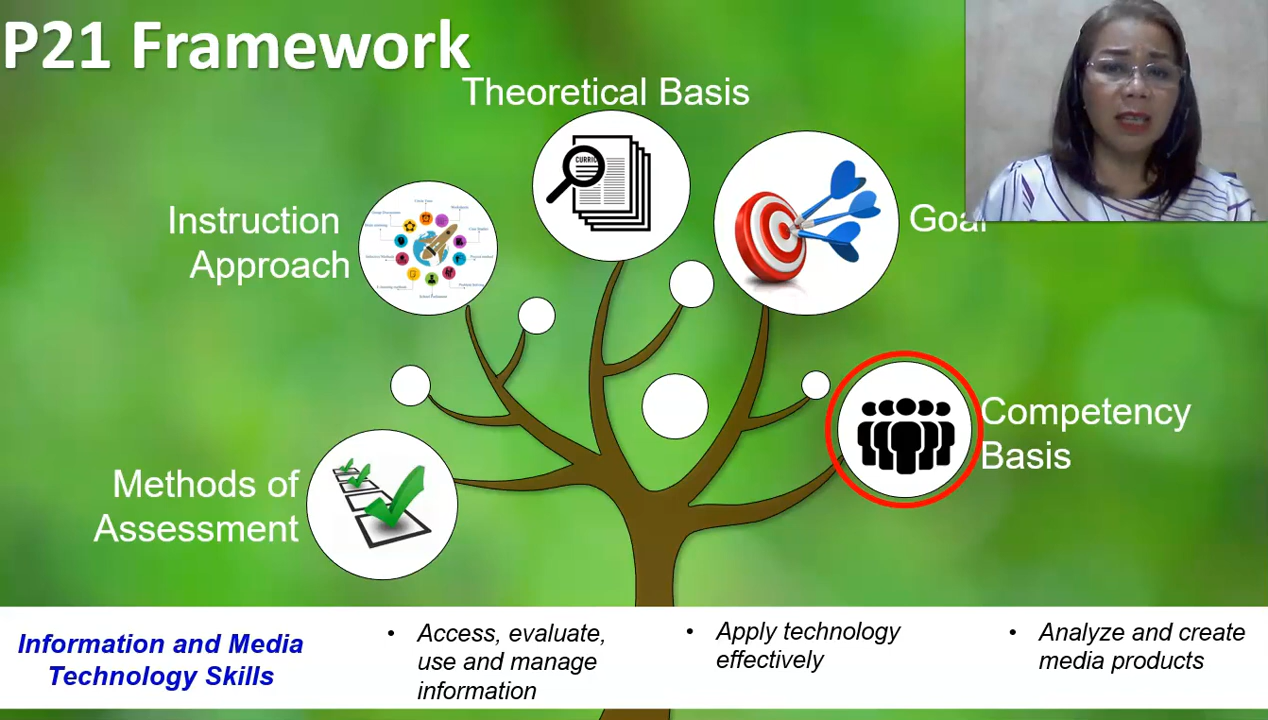 P21 Framework
Theoretical Basis
CURRIC
Instruction
Approach
Goal
Competency
Basis
Methods of
Assessment
Information and Media
Technology Skills
• Access, evaluate,
use and manage
information
• Apply technology
effectively
• Analyze and create
media products